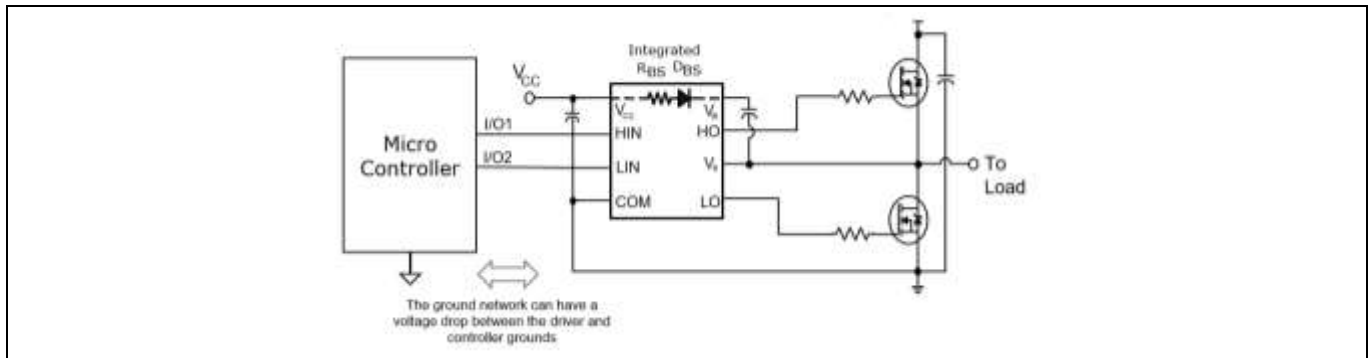 Integrated
RBS DBS
VCC
VCC
VB
I/O1
HIN
HO
Micro
Controller
I/O2
LIN
VS
To
Load
COM
LO
The ground network can have a
voltage drop between the driver and
controller grounds